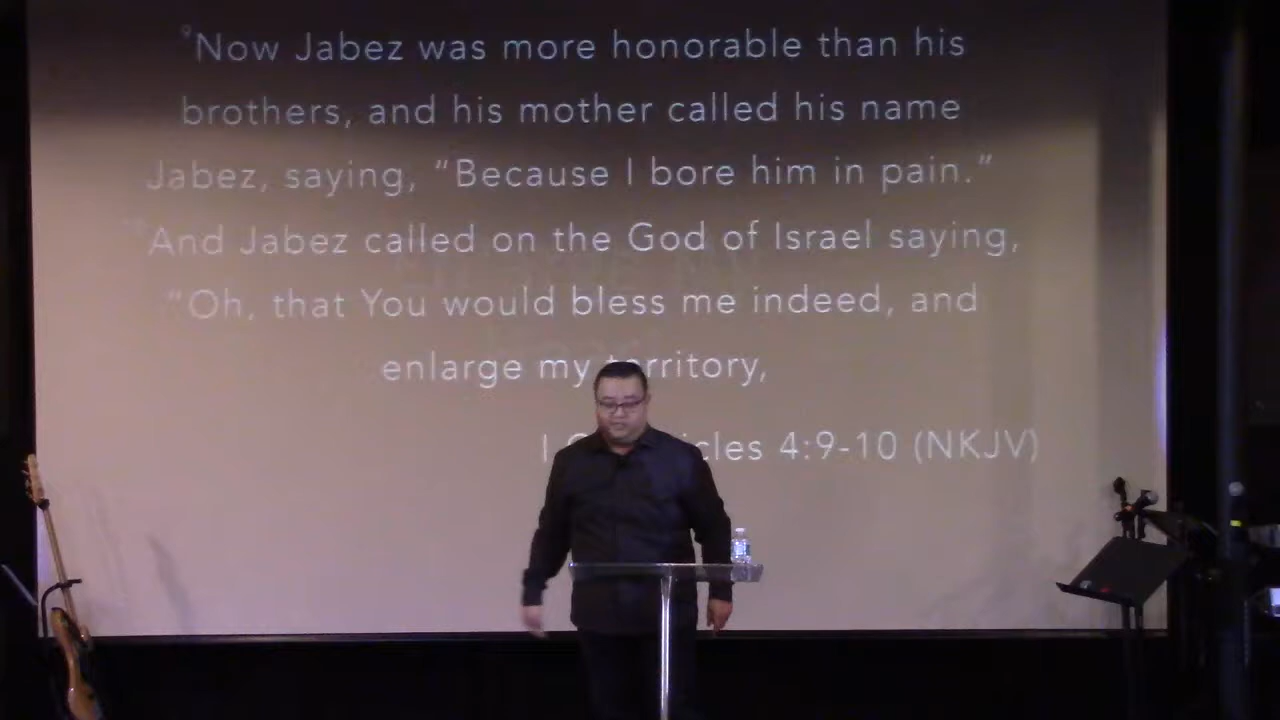 ⁹Now Jabez was more honorable than his
brothers, and his mother called his name
Jabez, saying, “Because I bore him in pain.”
And Jabez called on the God of Israel saying,
“Oh, that You would bless me indeed, and
enlarge my territory,
I 4:9-10 (NKJV)